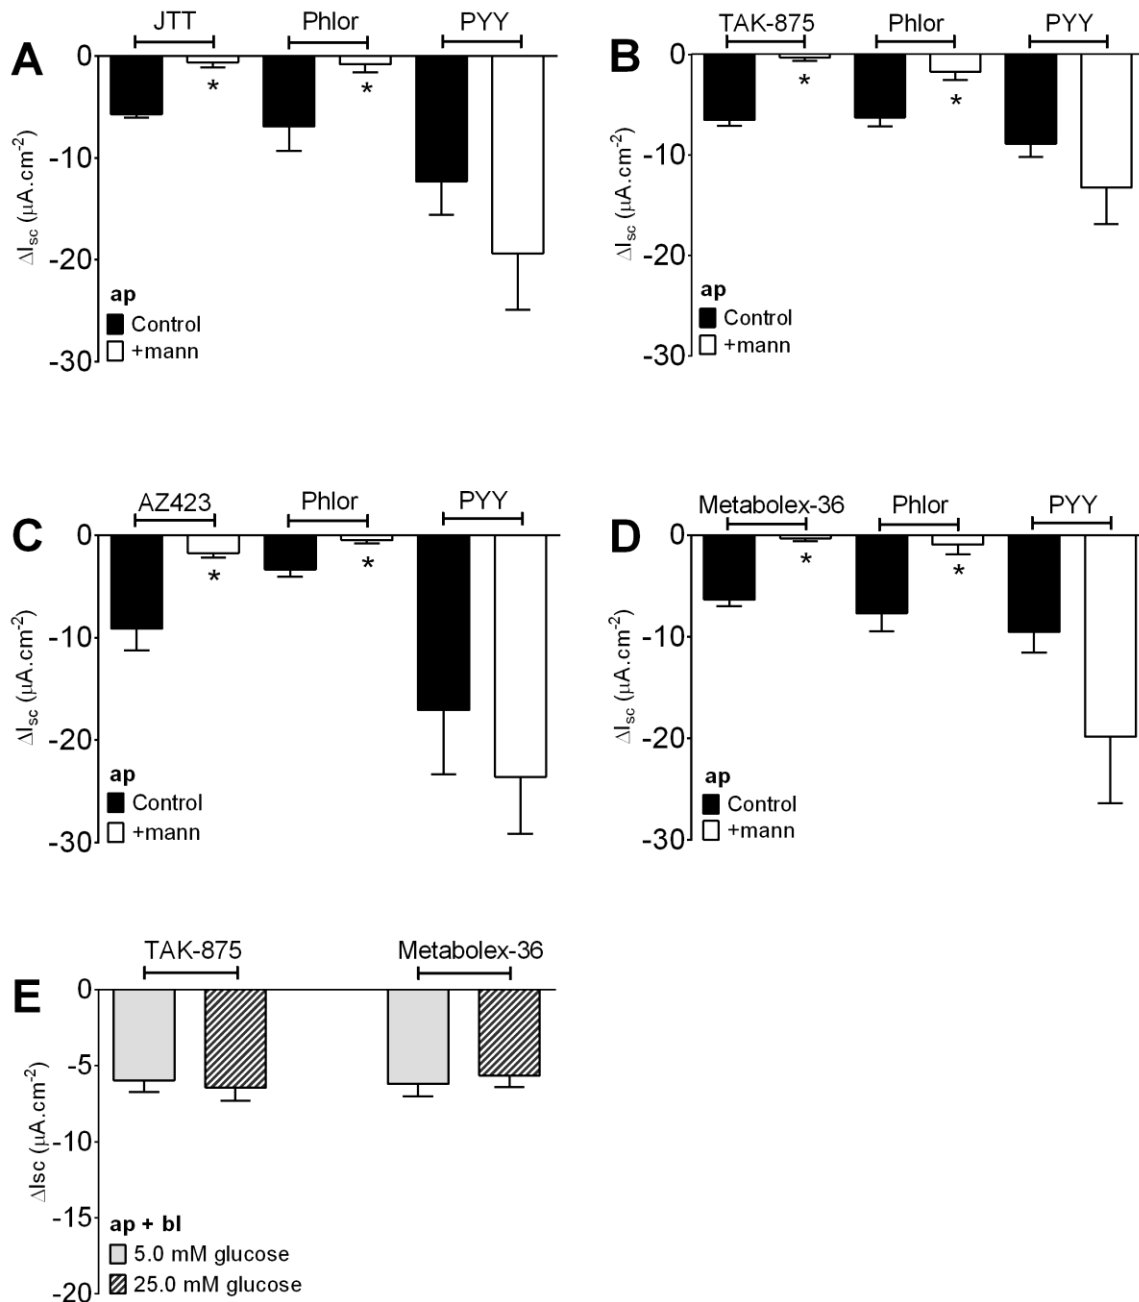 A
JTT Phlor PYY
0
-10
-20
-30
ΔIsc (μA.cm-2)
* *
ap
Control
+mann
B
TAK-875 Phlor PYY
0
-10
-20
-30
ΔIsc (μA.cm-2)
* *
ap
Control
+mann
C
AZ423 Phlor PYY
0
-10
-20
-30
ΔIsc (μA.cm-2)
* *
ap
Control
+mann
D
Metabolex-36 Phlor PYY
0
-10
-20
-30
ΔIsc (μA.cm-2)
* *
ap
Control
+mann
E
TAK-875 Metabolex-36
0
-5
-10
-15
-20
ΔIsc (μA.cm-2)
ap + bl
5.0 mM glucose
25.0 mM glucose